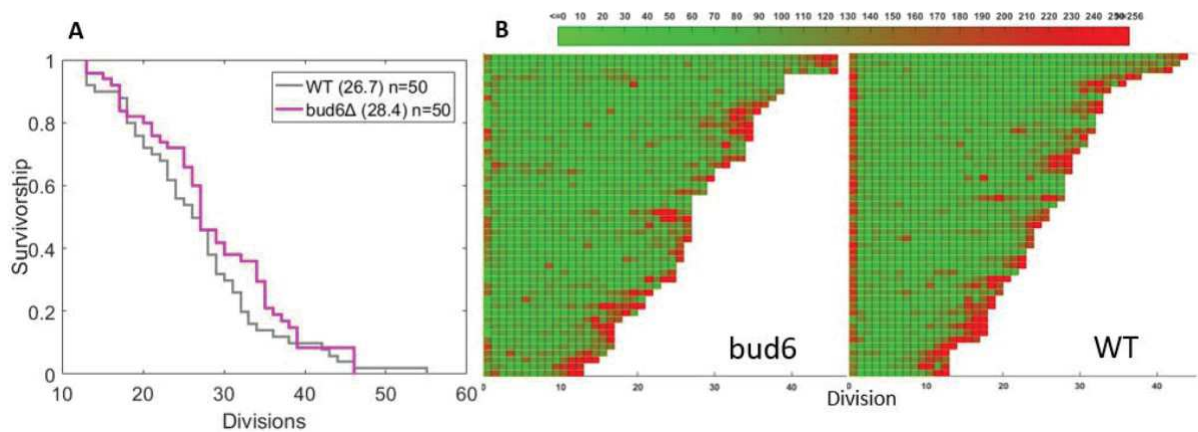 A
1
0.8
0.6
0.4
0.2
0
Survivorship
10 20 30 40 50 60
Divisions
WT (26.7) n=50
bud6Δ (28.4) n=50
B
<=0 10 20 30 40 50 60 70 80 90 100 110 120 130 140 150 160 170 180 190 200 210 220 230 240
bud6
0 10 20 30 40
WT
0 10 20 30 40
Division